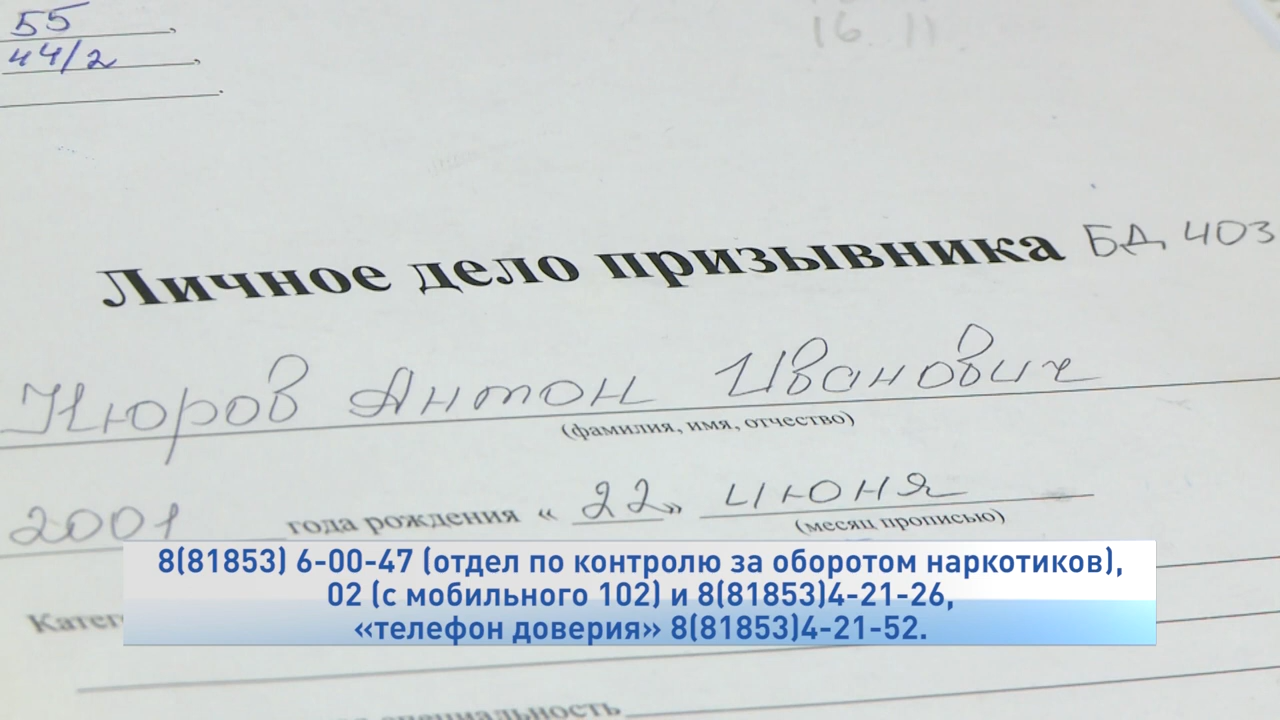 55,
44/2,
16.11.
Личное дело призывника БД 403
Нюров Антон Иванович
(фамилия, имя, отчество)
2001 года рождения « 22 » июня
(месяц прописью)
8(81853) 6-00-47 (отдел по контролю за оборотом наркотиков),
02 (с мобильного 102) и 8(81853)4-21-26,
«телефон доверия» 8(81853)4-21-52.
специальность